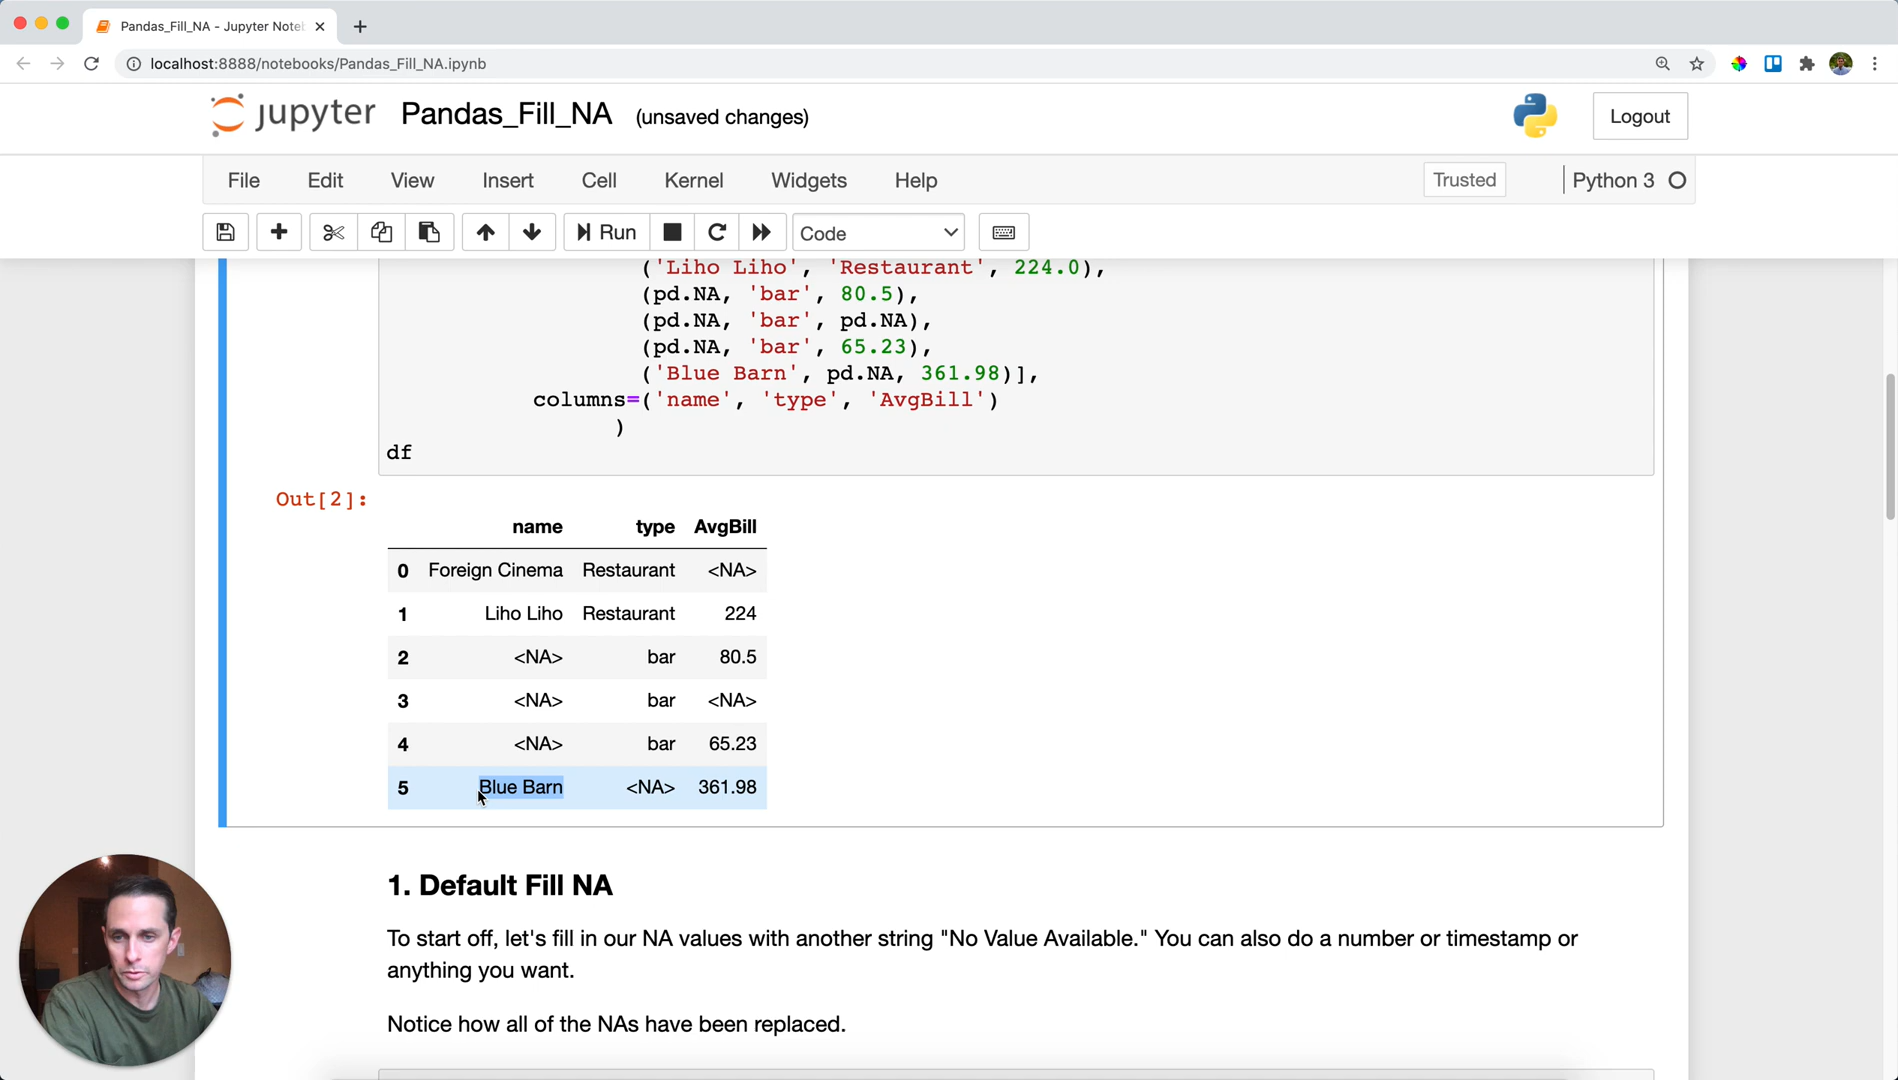 Pandas_Fill_NA - Jupyter Note
localhost:8888/notebooks/Pandas_Fill_NA.ipynb
jupyter Pandas_Fill_NA (unsaved changes) Logout
File Edit View Insert Cell Kernel Widgets Help Trusted Python 3
Run Code
('Liho Liho', 'Restaurant', 224.0),
(pd.NA, 'bar', 80.5),
(pd.NA, 'bar', pd.NA),
(pd.NA, 'bar', 65.23),
('Blue Barn', pd.NA, 361.98)],
columns=('name', 'type', 'AvgBill')
)
df
Out[2]:
name type AvgBill
0 Foreign Cinema Restaurant <NA>
1 Liho Liho Restaurant 224
2 <NA> bar 80.5
3 <NA> bar <NA>
4 <NA> bar 65.23
5 Blue Barn <NA> 361.98
1. Default Fill NA
To start off, let's fill in our NA values with another string "No Value Available." You can also do a number or timestamp or
anything you want.
Notice how all of the NAs have been replaced.